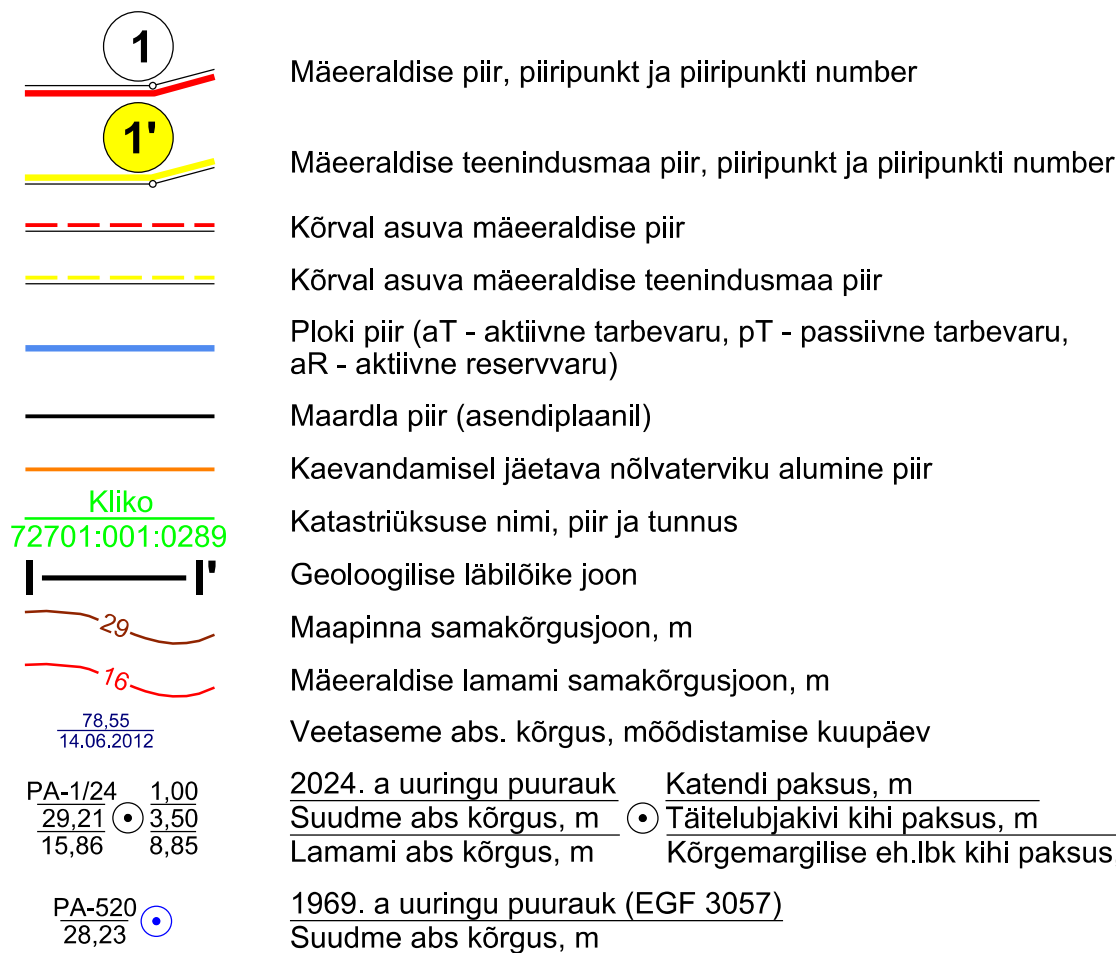 1
Mäeeraldise piir, piiripunkt ja piiripunkti number
1'
Mäeeraldise teenindusmaa piir, piiripunkt ja piiripunkti number
Kõrval asuva mäeeraldise piir
Kõrval asuva mäeeraldise teenindusmaa piir
Ploki piir (aT - aktiivne tarbevaru, pT - passiivne tarbevaru,
aR - aktiivne reservvaru)
Maardla piir (asendiplaanil)
Kaevandamisel jäetava nõlvaterviku alumine piir
Kliko
72701:001:0289
Katastriüksuse nimi, piir ja tunnus
I I'
Geoloogilise läbilõike joon
29
Maapinna samakõrgusjoon, m
16
Mäeeraldise lamami samakõrgusjoon, m
78,55
14.06.2012
Veetaseme abs. kõrgus, mõõdistamise kuupäev
PA-1/24 1,00
29,21 3,50
15,86 8,85
2024. a uuringu puurauk Katendi paksus, m
Suudme abs kõrgus, m Täitelubjakivi kihi paksus, m
Lamami abs kõrgus, m Kõrgemargilise eh.lbk kihi paksus
PA-520
28,23
1969. a uuringu puurauk (EGF 3057)
Suudme abs kõrgus, m